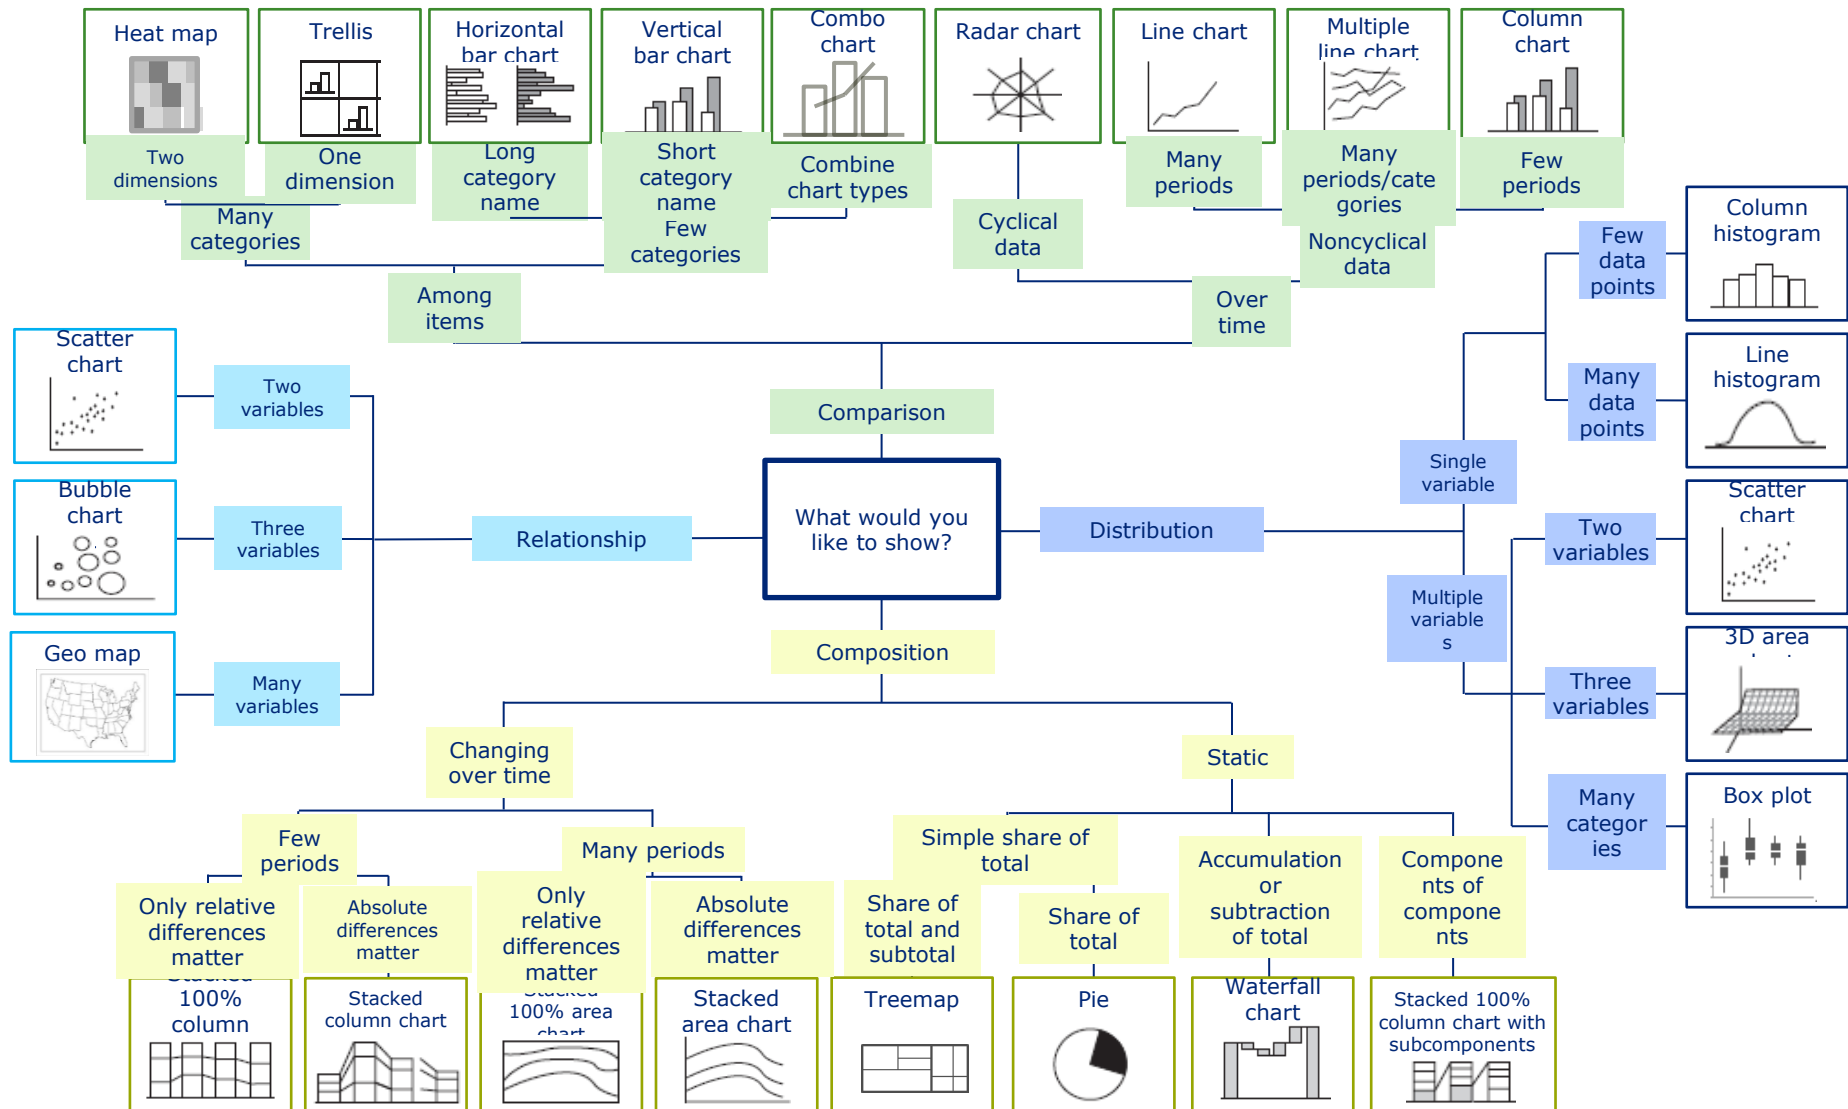 Heat map
Trellis
Horizontal
bar chart
Vertical
bar chart
Combo
chart
Radar chart
Line chart
Multiple
line chart
Column
chart
Two
dimensions
One
dimension
Long
category
name
Short
category
name
Combine
chart types
Many
periods
Many
periods/cate
gories
Few
periods
Many
categories
Few
categories
Cyclical
data
Noncyclical
data
Among
items
Over
time
Comparison
What would you
like to show?
Relationship
Two
variables
Three
variables
Many
variables
Scatter
chart
Bubble
chart
Geo map
Distribution
Single
variable
Multiple
variable
s
Few
data
points
Many
data
points
Two
variables
Three
variables
Many
categor
ies
Column
histogram
Line
histogram
Scatter
chart
3D area
Box plot
Composition
Changing
over time
Static
Few
periods
Many periods
Simple share of
total
Accumulation
or
subtraction
of total
Compone
nts of
compone
nts
Only relative
differences
matter
Absolute
differences
matter
Only
relative
differences
matter
Absolute
differences
matter
Share of
total and
subtotal
Share of
total
Stacked
100%
column
Stacked
column chart
Stacked
100% area
chart
Stacked
area chart
Treemap
Pie
Waterfall
chart
Stacked 100%
column chart with
subcomponents